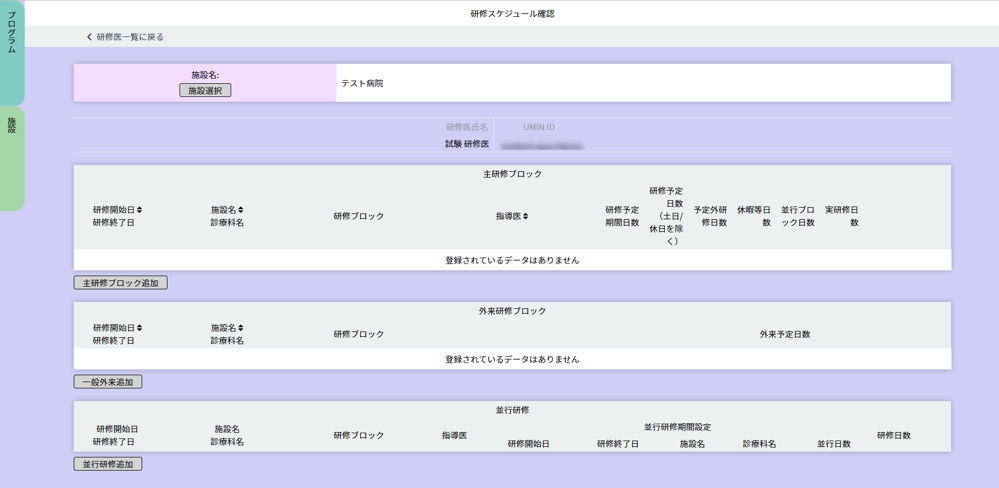 研修スケジュール確認
プログラム
研修医一覧に戻る
施設名:
施設選択
テスト病院
施設
研修医氏名 UMIN ID
試験 研修医
主研修ブロック
研修開始日
研修終了日
施設名
診療科名
研修ブロック
指導医
研修予定
期間日数
研修予定
日数
(土日/
休日を除
く)
予定外研
修日数
休暇等日
数
並行ブロ
ック日数
実研修日
数
登録されているデータはありません
主研修ブロック追加
外来研修ブロック
研修開始日
研修終了日
施設名
診療科名
研修ブロック
外来予定日数
登録されているデータはありません
一般外来追加
並行研修
研修開始日
研修終了日
施設名
診療科名
研修ブロック
指導医
並行研修期間設定
研修開始日 研修終了日 施設名 診療科名 並行日数
研修日数
並行研修追加